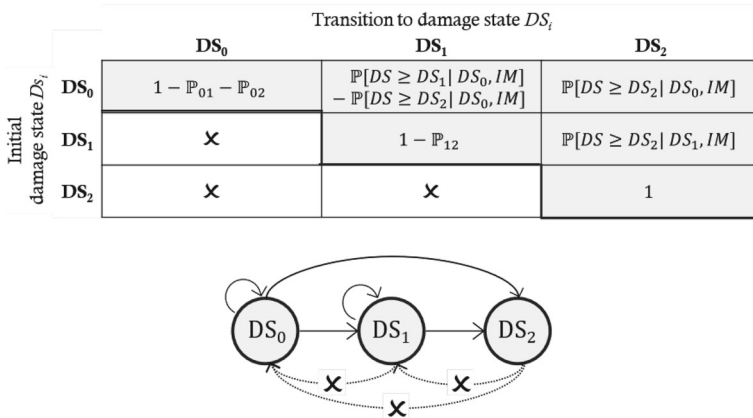 Transition to damage state DS_i
DS₀ DS₁ DS₂
Initial
damage state Ds_i
DS₀ 1 − ℙ₀₁ − ℙ₀₂ ℙ[DS ≥ DS₁| DS₀, IM] ℙ[DS ≥ DS₂| DS₀, IM]
− ℙ[DS ≥ DS₂| DS₀, IM]
DS₁ ✗ 1 − ℙ₁₂ ℙ[DS ≥ DS₂| DS₁, IM]
DS₂ ✗ ✗ 1
DS₀ DS₁ DS₂
✗ ✗
✗